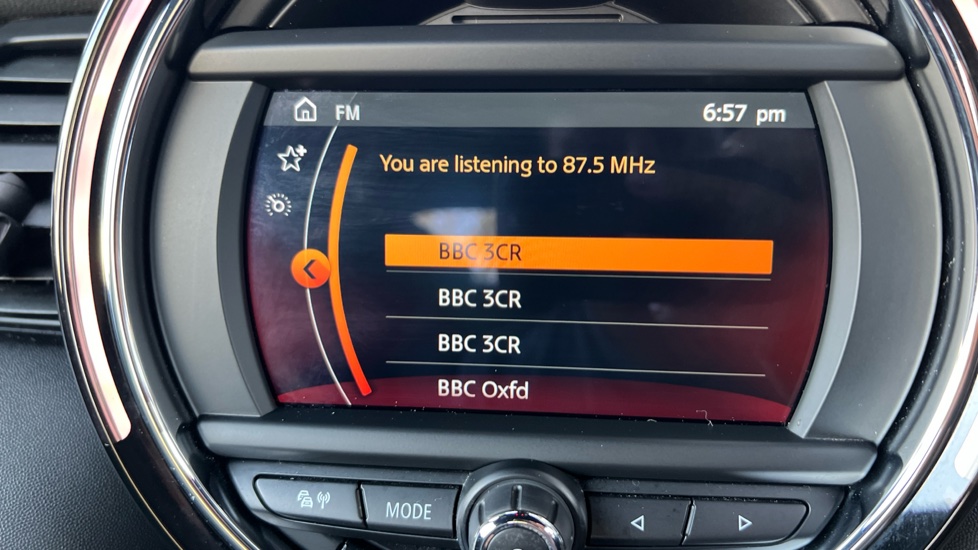 FM 6:57 pm
You are listening to 87.5 MHz
BBC 3CR
BBC 3CR
BBC 3CR
BBC Oxfd
MODE